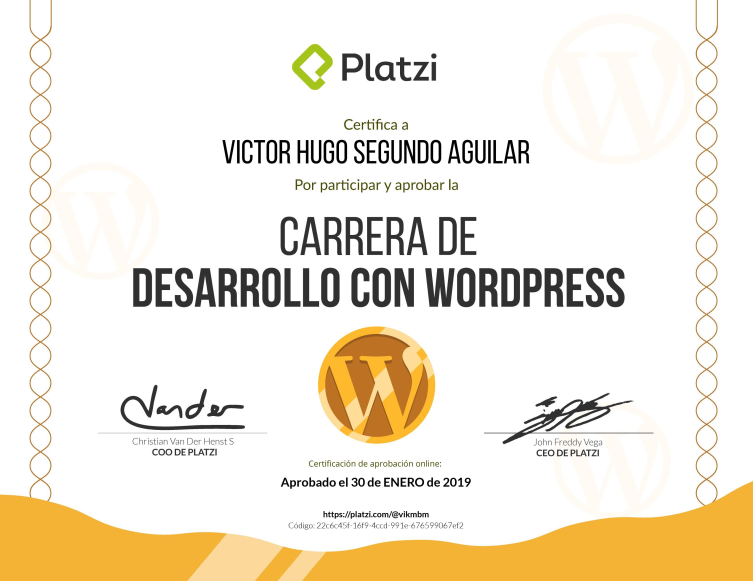 Platzi
Certifica a
VICTOR HUGO SEGUNDO AGUILAR
Por participar y aprobar la
CARRERA DE
DESARROLLO CON WORDPRESS
Vander
Christian Van Der Henst S
COO DE PLATZI
John Freddy Vega
CEO DE PLATZI
Certificación de aprobación online:
Aprobado el 30 de ENERO de 2019
https://platzi.com/@vikmbm
Código: 22c6c45f-16f9-4ccd-991e-676599067ef2